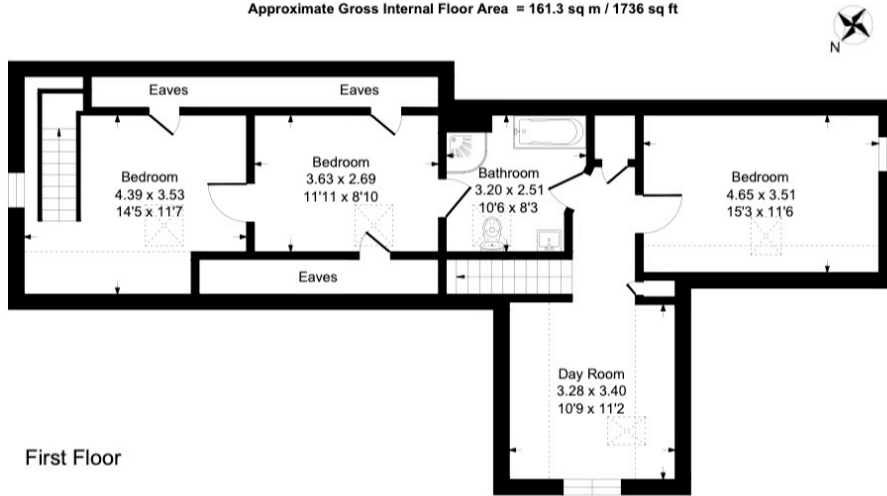 Approximate Gross Internal Floor Area = 161.3 sq m / 1736 sq ft
N
Eaves
Eaves
Bedroom
4.39 x 3.53
14'5 x 11'7
Bedroom
3.63 x 2.69
11'11 x 8'10
Bathroom
3.20 x 2.51
10'6 x 8'3
Bedroom
4.65 x 3.51
15'3 x 11'6
Eaves
Day Room
3.28 x 3.40
10'9 x 11'2
First Floor